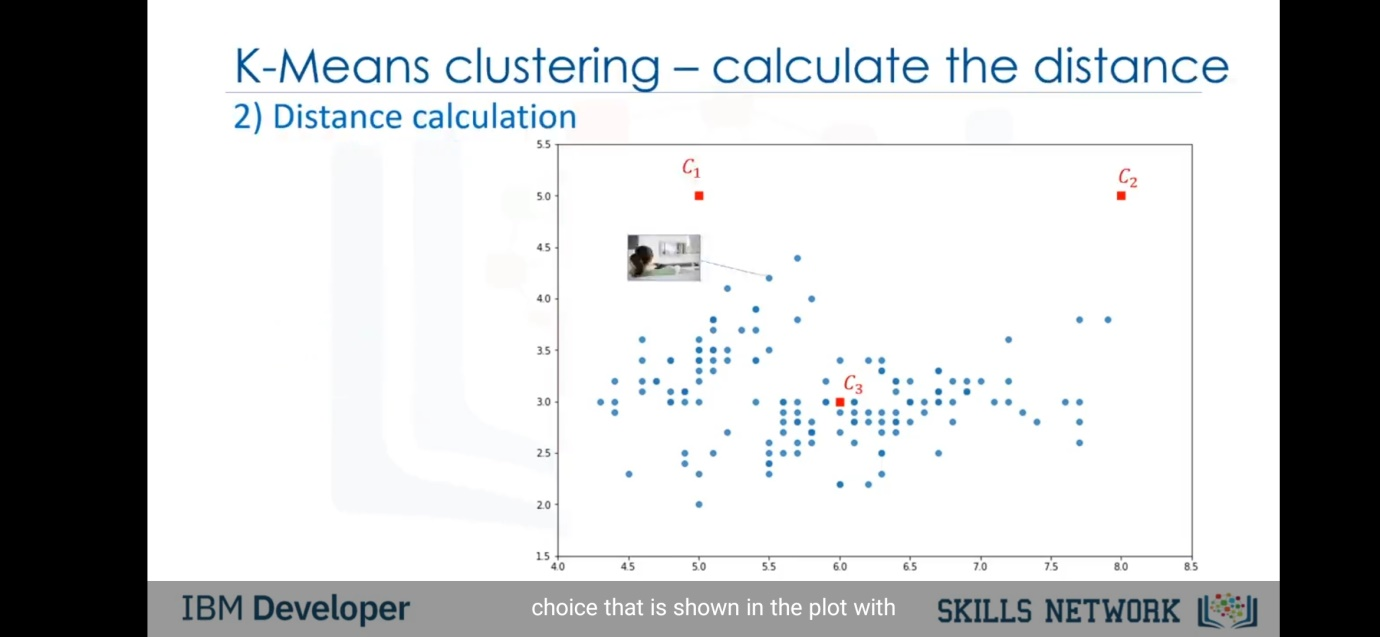 K-Means clustering – calculate the distance
2) Distance calculation
5.5
C1
C2
5.0
4.5
4.0
3.5
C3
3.0
2.5
2.0
1.5
4.0 4.5 5.0 5.5 6.0 6.5 7.0 7.5 8.0 8.5
IBM Developer
choice that is shown in the plot with
SKILLS NETWORK